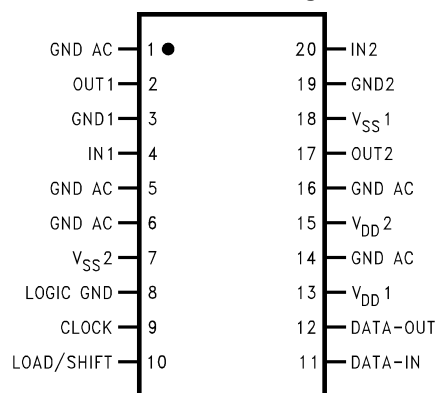 GND AC 1 20 IN2
OUT1 2 19 GND2
GND1 3 18 VSS1
IN1 4 17 OUT2
GND AC 5 16 GND AC
GND AC 6 15 VDD2
VSS2 7 14 GND AC
LOGIC GND 8 13 VDD1
CLOCK 9 12 DATA-OUT
LOAD/SHIFT 10 11 DATA-IN